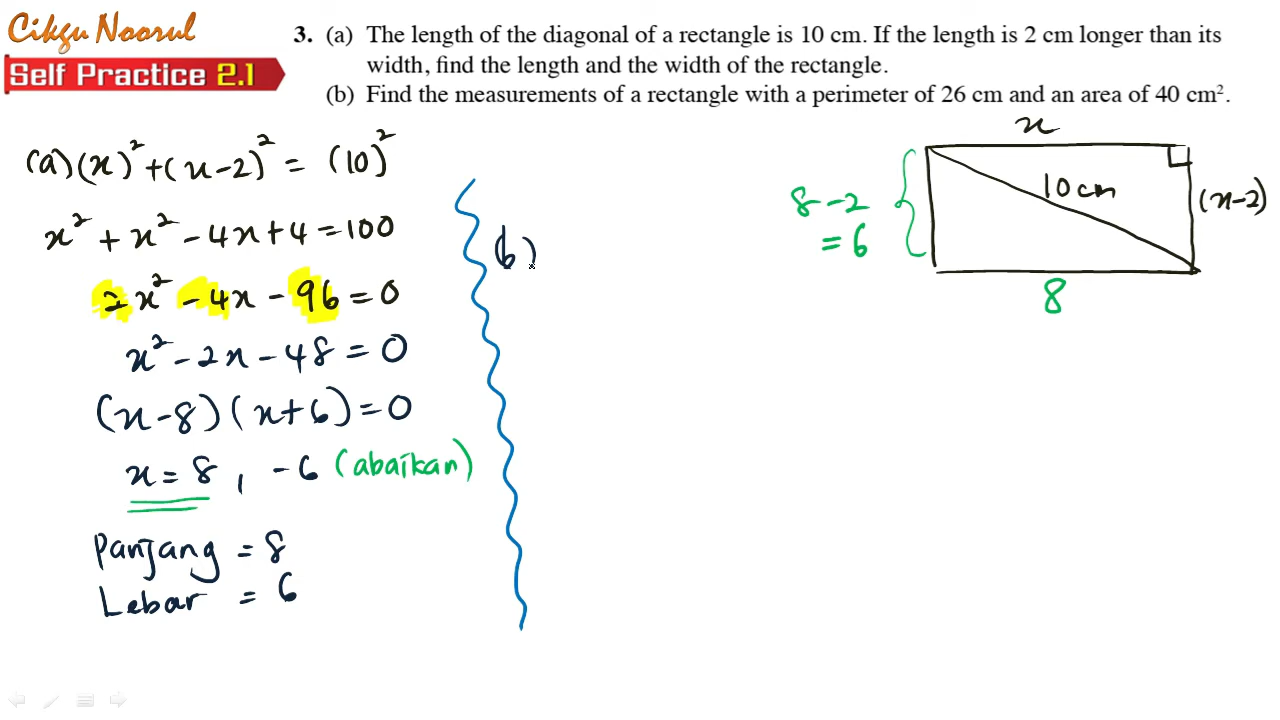 Cikgu Noorul
Self Practice 2.1
3. (a) The length of the diagonal of a rectangle is 10 cm. If the length is 2 cm longer than its
width, find the length and the width of the rectangle.
(b) Find the measurements of a rectangle with a perimeter of 26 cm and an area of 40 cm².
(a) (x)² + (x-2)² = (10)²
x² + x² - 4x + 4 = 100
2x² - 4x - 96 = 0
x² - 2x - 48 = 0
(x-8)(x+6) = 0
x = 8, -6 (abaikan)
Panjang = 8
Lebar = 6
(b)
x
10 cm
(x-2)
8-2
= 6
8